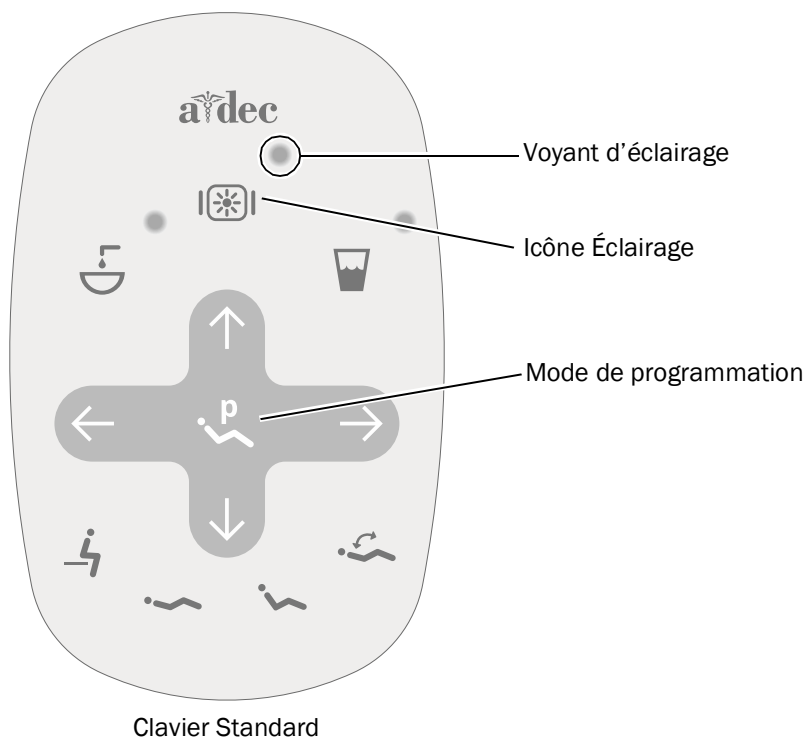 a-dec
Voyant d’éclairage
Icône Éclairage
Mode de programmation
p
Clavier Standard